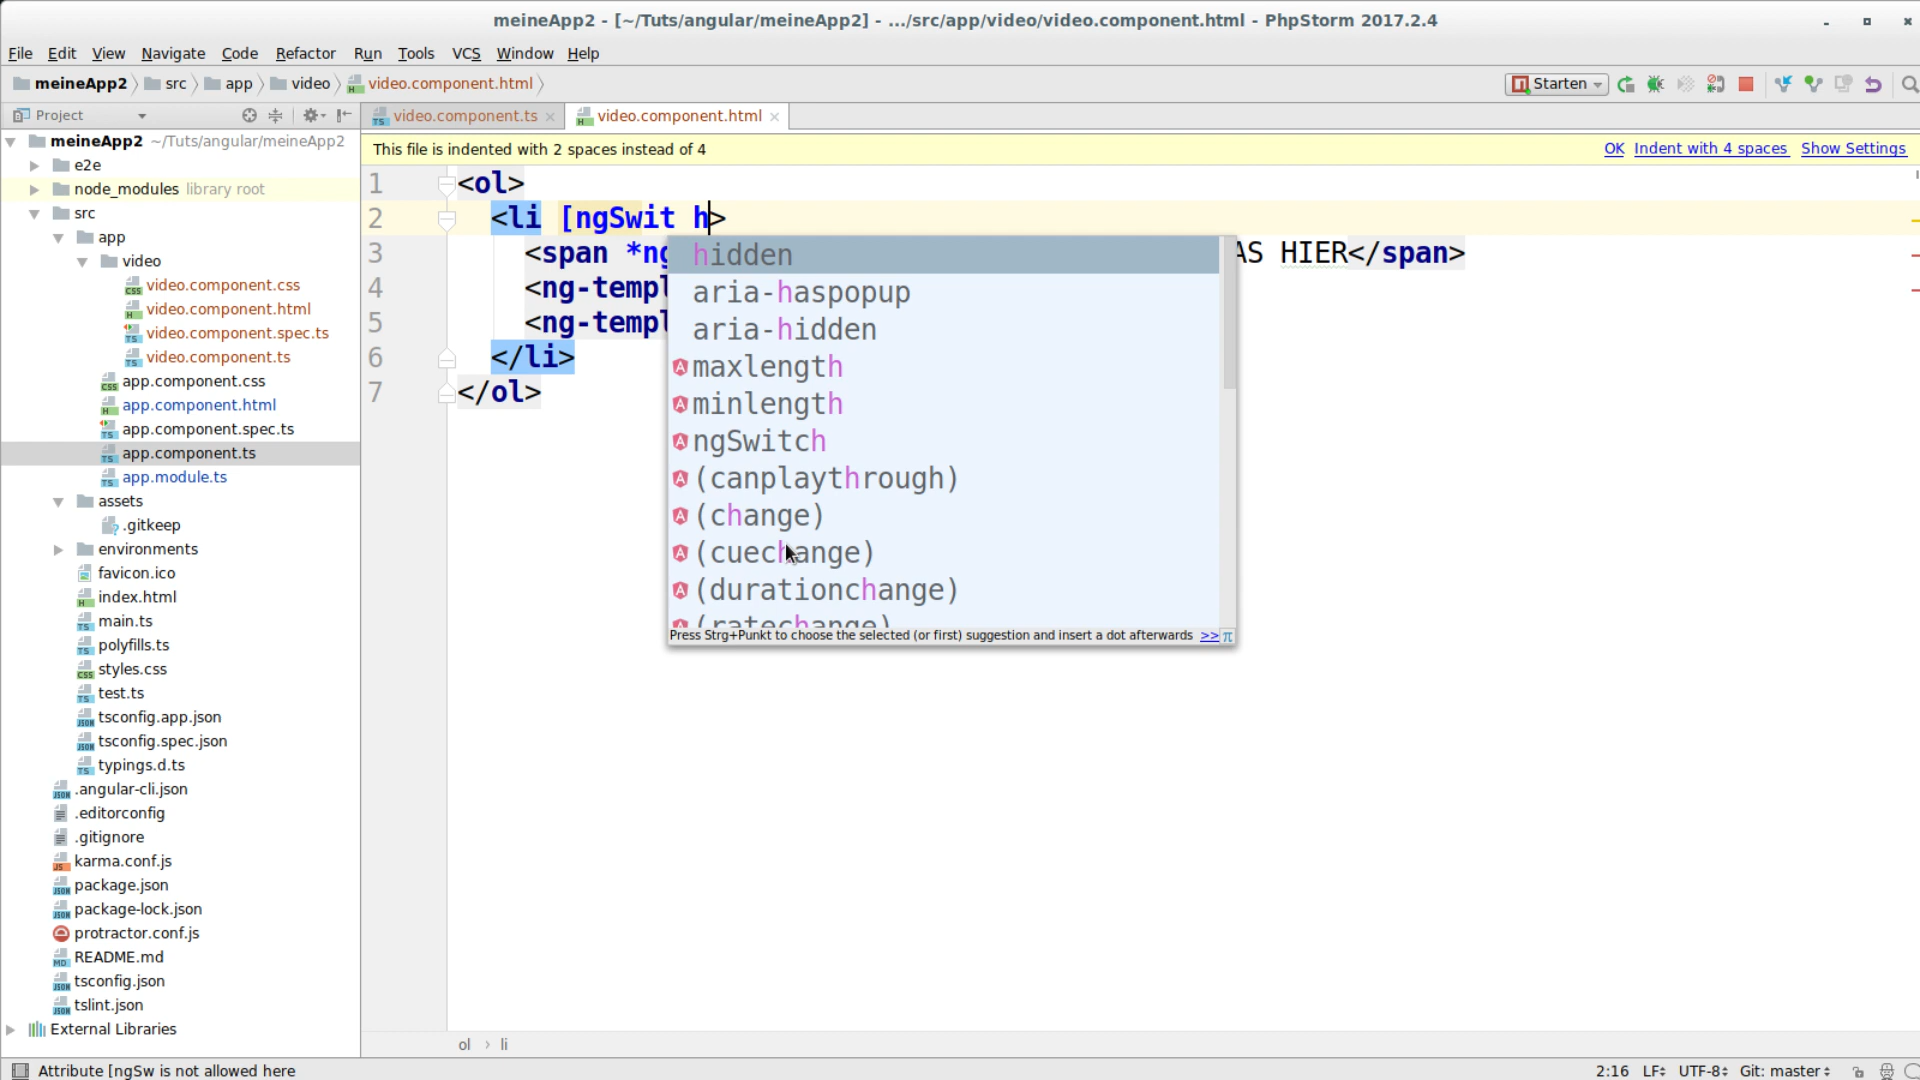 meineApp2 - [~/Tuts/angular/meineApp2] - .../src/app/video/video.component.html - PhpStorm 2017.2.4
File Edit View Navigate Code Refactor Run Tools VCS Window Help
meineApp2 src app video video.component.html Starten
Project
video.component.ts video.component.html
meineApp2 ~/Tuts/angular/meineApp2
e2e
node_modules library root
src
app
video
video.component.css
video.component.html
video.component.spec.ts
video.component.ts
app.component.css
app.component.html
app.component.spec.ts
app.component.ts
app.module.ts
assets
.gitkeep
environments
favicon.ico
index.html
main.ts
polyfills.ts
styles.css
test.ts
tsconfig.app.json
tsconfig.spec.json
typings.d.ts
.angular-cli.json
.editorconfig
.gitignore
karma.conf.js
package.json
package-lock.json
protractor.conf.js
README.md
tsconfig.json
tslint.json
External Libraries
This file is indented with 2 spaces instead of 4 OK Indent with 4 spaces Show Settings
1 <ol>
2 <li [ngSwit h>
3 <span *ng AS HIER</span>
4 <ng-templ
5 <ng-templ
6 </li>
7 </ol>
hidden
aria-haspopup
aria-hidden
maxlength
minlength
ngSwitch
(canplaythrough)
(change)
(cuechange)
(durationchange)
(ratechange)
Press Strg+Punkt to choose the selected (or first) suggestion and insert a dot afterwards >> π
ol › li
Attribute [ngSw is not allowed here 2:16 LF UTF-8 Git: master